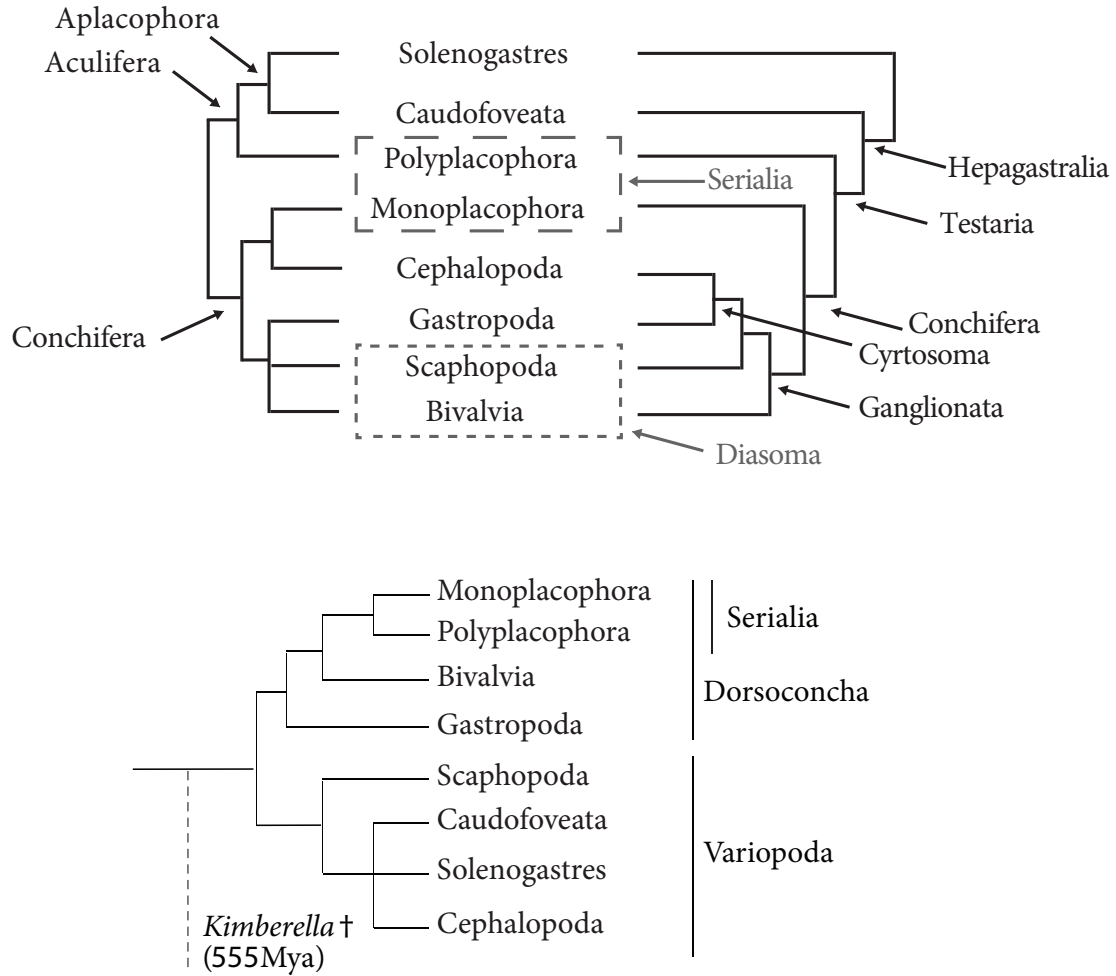 Aplacophora
Aculifera
Solenogastres
Caudofoveata
Polyplacophora
Serialia
Hepagastralia
Monoplacophora
Testaria
Cephalopoda
Conchifera
Gastropoda
Conchifera
Cyrtosoma
Scaphopoda
Bivalvia
Ganglionata
Diasoma
Monoplacophora
Polyplacophora
Serialia
Bivalvia
Dorsoconcha
Gastropoda
Scaphopoda
Caudofoveata
Variopoda
Solenogastres
Cephalopoda
Kimberella †
(555Mya)